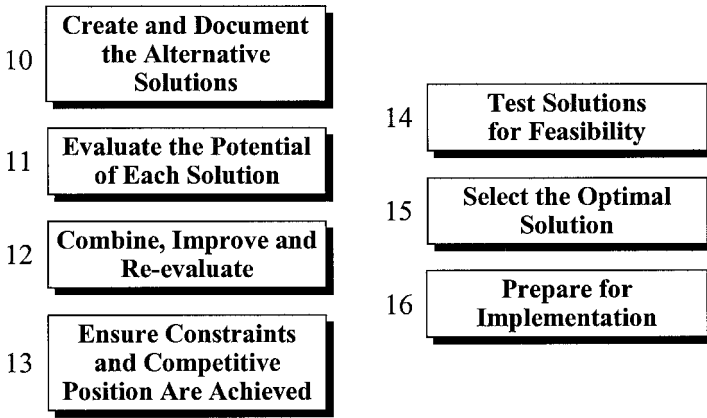 10
Create and Document
the Alternative
Solutions
11
Evaluate the Potential
of Each Solution
12
Combine, Improve and
Re-evaluate
13
Ensure Constraints
and Competitive
Position Are Achieved
14
Test Solutions
for Feasibility
15
Select the Optimal
Solution
16
Prepare for
Implementation